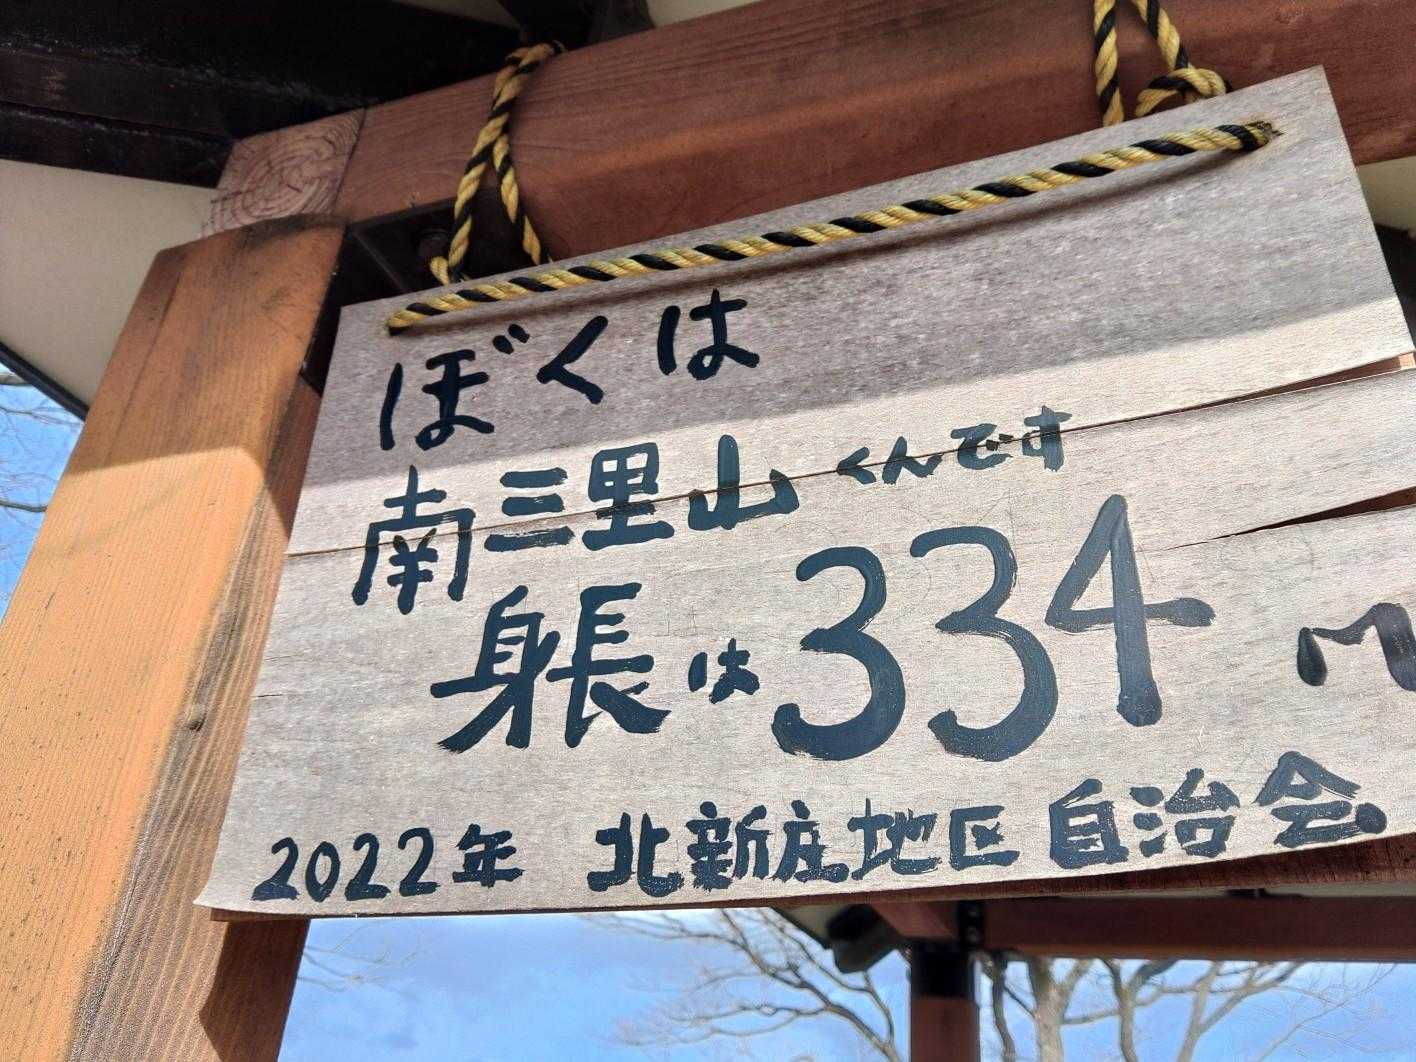 ぼくは
南三里山くんです
身長は334m
2022年 北新庄地区自治会